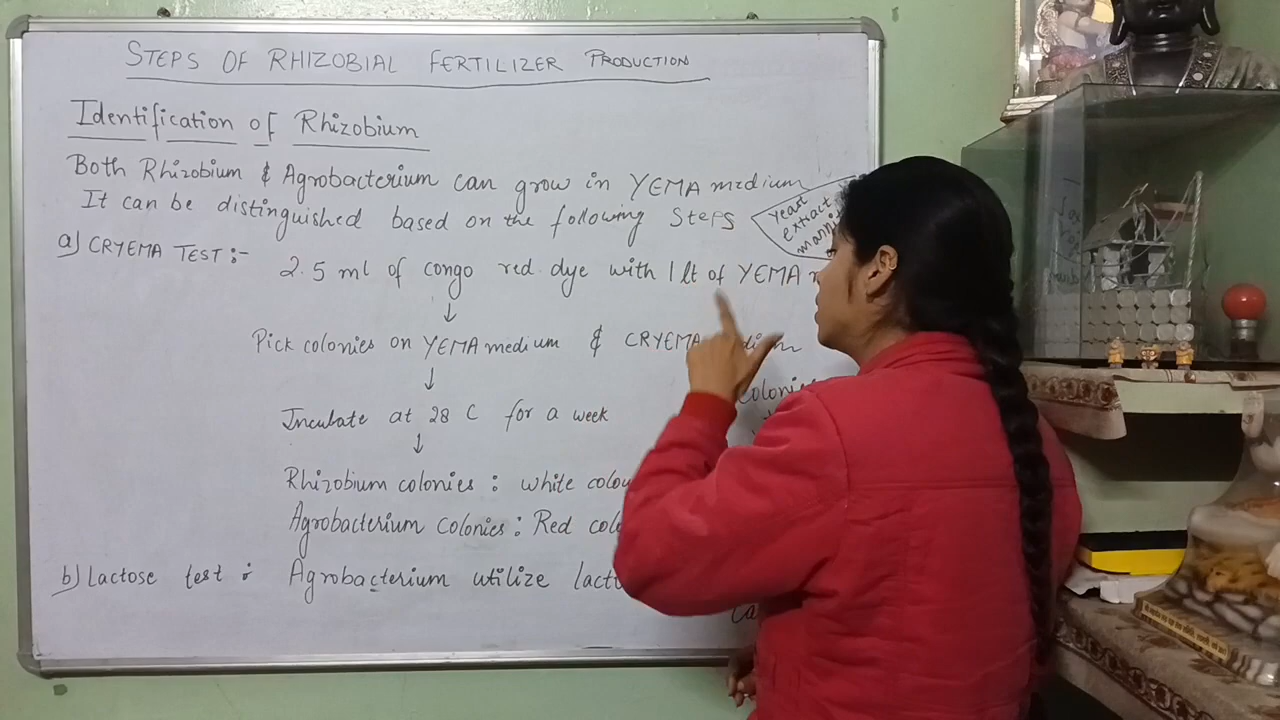 STEPS OF RHIZOBIAL FERTILIZER PRODUCTION
Identification of Rhizobium
Both Rhizobium & Agrobacterium can grow in YEMA medium
It can be distinguished based on the following Steps
Yeast
extract
a) CRYEMA TEST :-
2.5 ml of congo red dye with 1 lt of YEMA
↓
Pick colonies on YEMA medium & CRYEMA
↓
Incubate at 28 C for a week
↓
Rhizobium colonies : white
Agrobacterium colonies : Red
b) Lactose test : Agrobacterium utilize